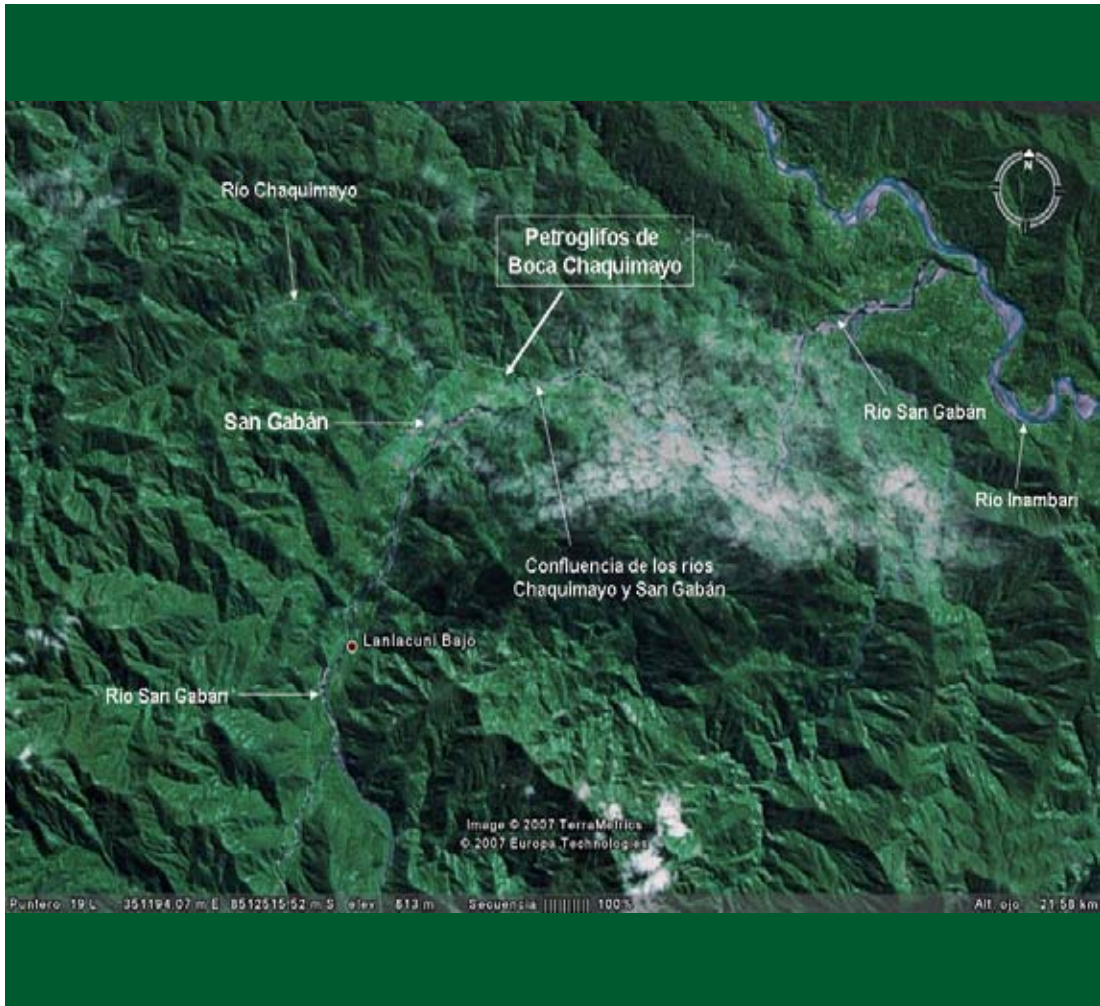 N
Río Chaquimayo
Petroglifos de
Boca Chaquimayo
San Gabán
Río San Gabán
Río Inambari
Confluencia de los ríos
Chaquimayo y San Gabán
Lanlacuni Bajo
Río San Gabán
Image © 2007 TerraMetrics
© 2007 Europa Technologies
Puntero 19 L 351194.07 m E 8512515.52 m S elev 613 m Secuencia |||||||||| 100% Alt. ojo 21.58 km